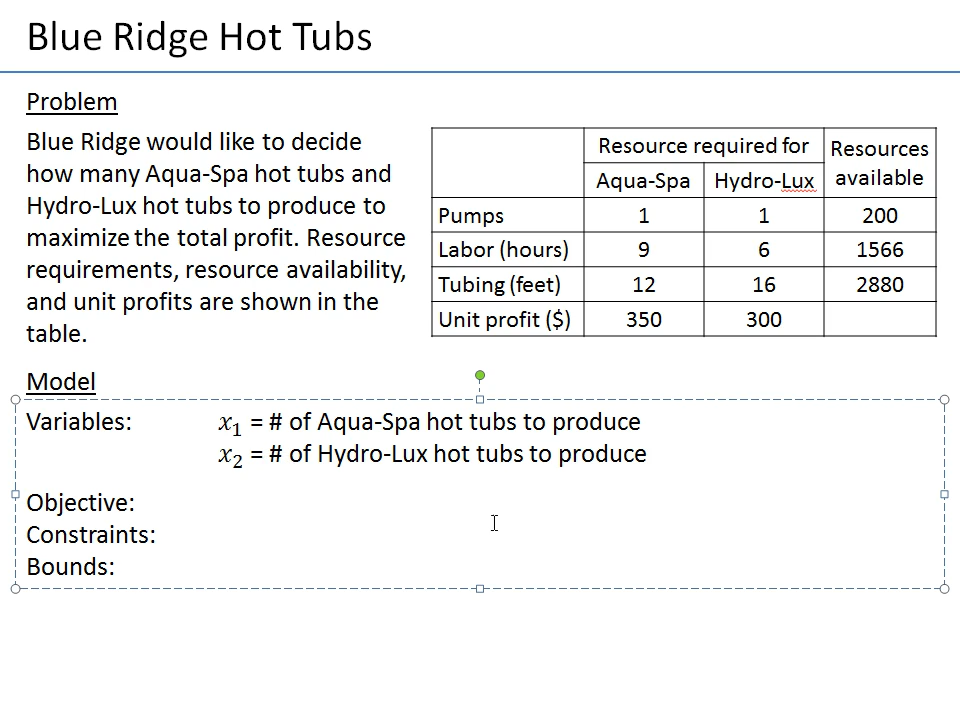 Blue Ridge Hot Tubs
Problem
Blue Ridge would like to decide
how many Aqua-Spa hot tubs and
Hydro-Lux hot tubs to produce to
maximize the total profit. Resource
requirements, resource availability,
and unit profits are shown in the
table.
Resource required for Resources available
Aqua-Spa Hydro-Lux
Pumps 1 1 200
Labor (hours) 9 6 1566
Tubing (feet) 12 16 2880
Unit profit ($) 350 300
Model
Variables: x₁ = # of Aqua-Spa hot tubs to produce
x₂ = # of Hydro-Lux hot tubs to produce
Objective:
Constraints:
Bounds: